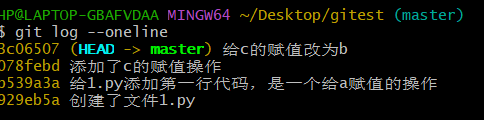 HP@LAPTOP-GBAFVDAA MINGW64 ~/Desktop/gitest (master)
$ git log --oneline
3c06507 (HEAD -> master) 给c的赋值改为b
078febd 添加了c的赋值操作
b539a3a 给1.py添加第一行代码，是一个给a赋值的操作
929eb5a 创建了文件1.py